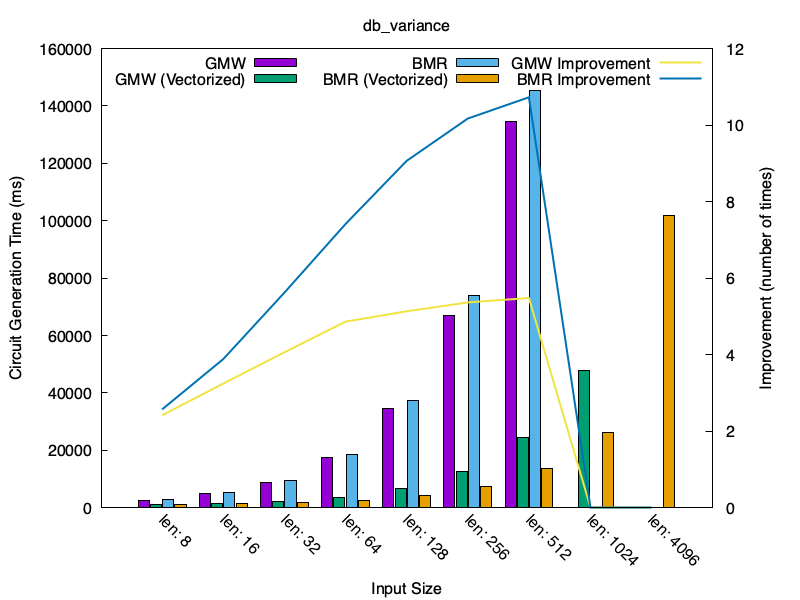 db_variance
GMW BMR GMW Improvement
GMW (Vectorized) BMR (Vectorized) BMR Improvement
160000
140000
120000
100000
80000
60000
40000
20000
0
12
10
8
6
4
2
0
Circuit Generation Time (ms)
Improvement (number of times)
len: 8
len: 16
len: 32
len: 64
len: 128
len: 256
len: 512
len: 1024
len: 4096
Input Size